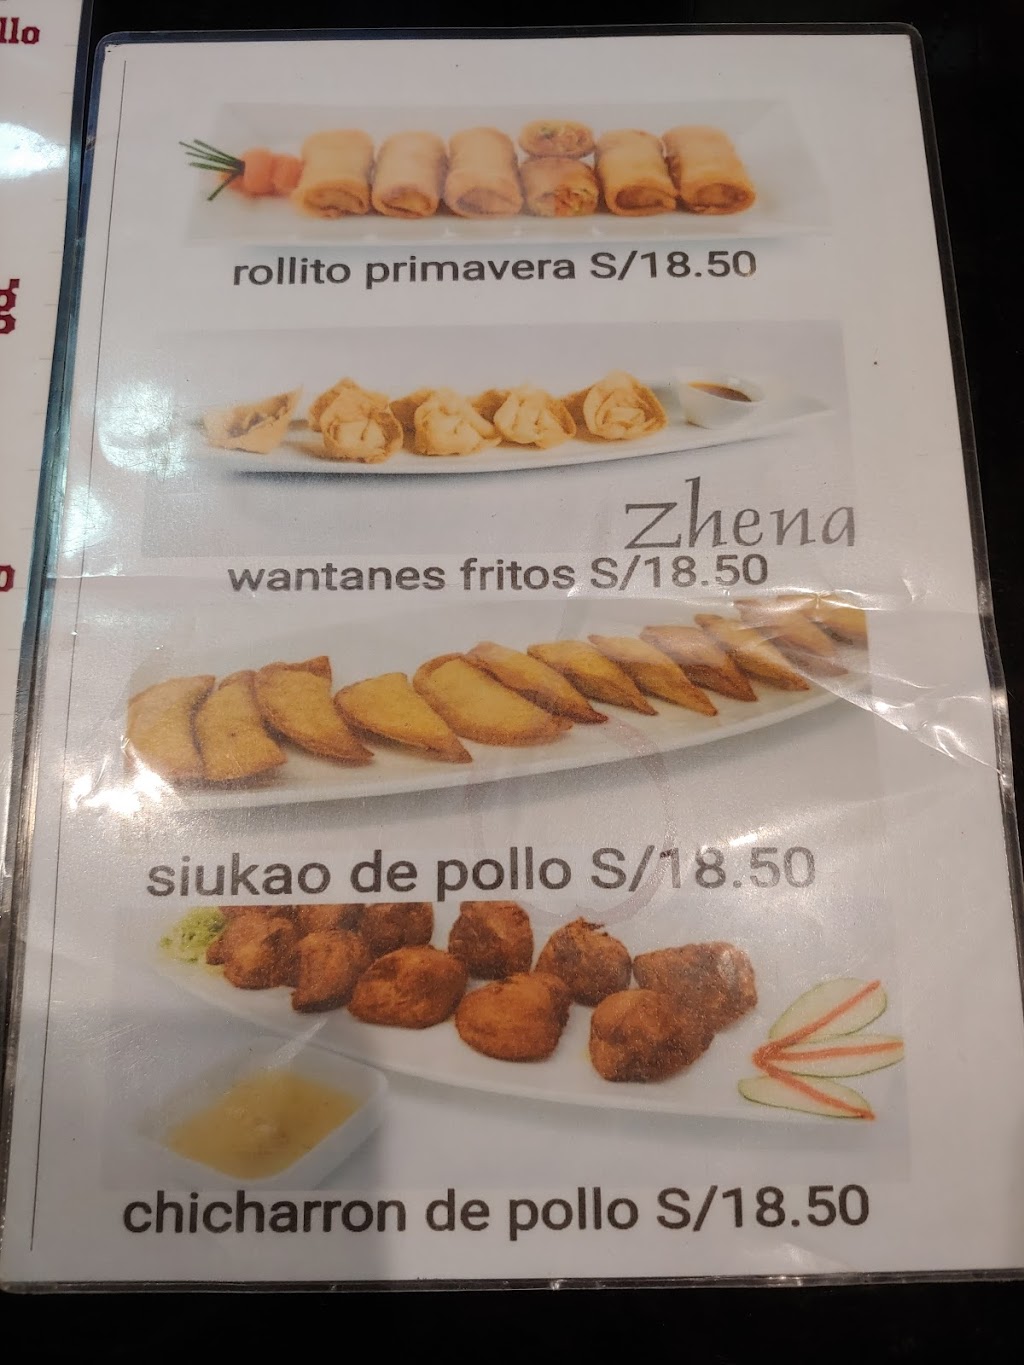 llo
g
o
rollito primavera S/18.50
Zhena
wantanes fritos S/18.50
siukao de pollo S/18.50
chicharron de pollo S/18.50